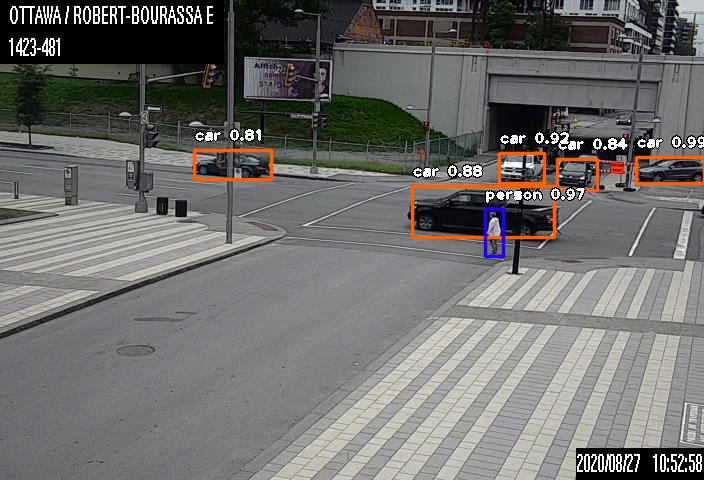 OTTAWA / ROBERT-BOURASSA E
1423-481
car 0.81
car 0.92
car 0.84
car 0.99
car 0.88
person 0.97
2020/08/27 10:52:58